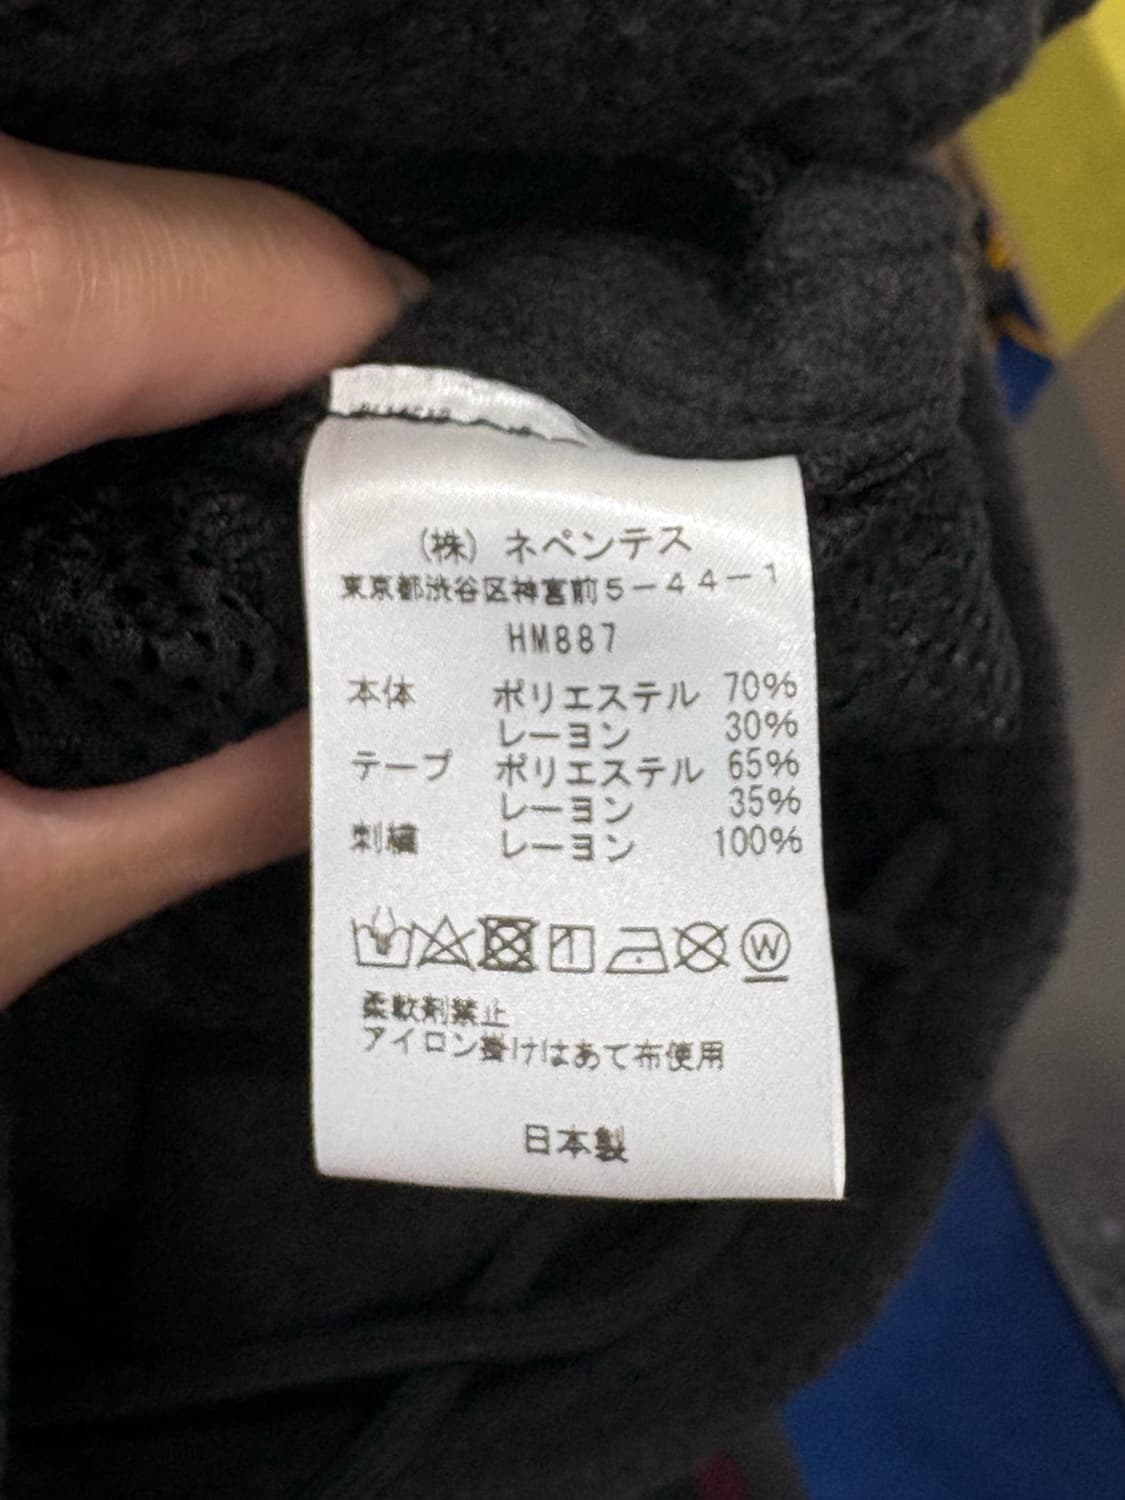 (株) ネペンテス
東京都渋谷区神宮前5-44-1
HM887
本体 ポリエステル 70%
レーヨン 30%
テープ ポリエステル 65%
レーヨン 35%
刺繍 レーヨン 100%
W
柔軟剤禁止
アイロン掛けはあて布使用
日本製